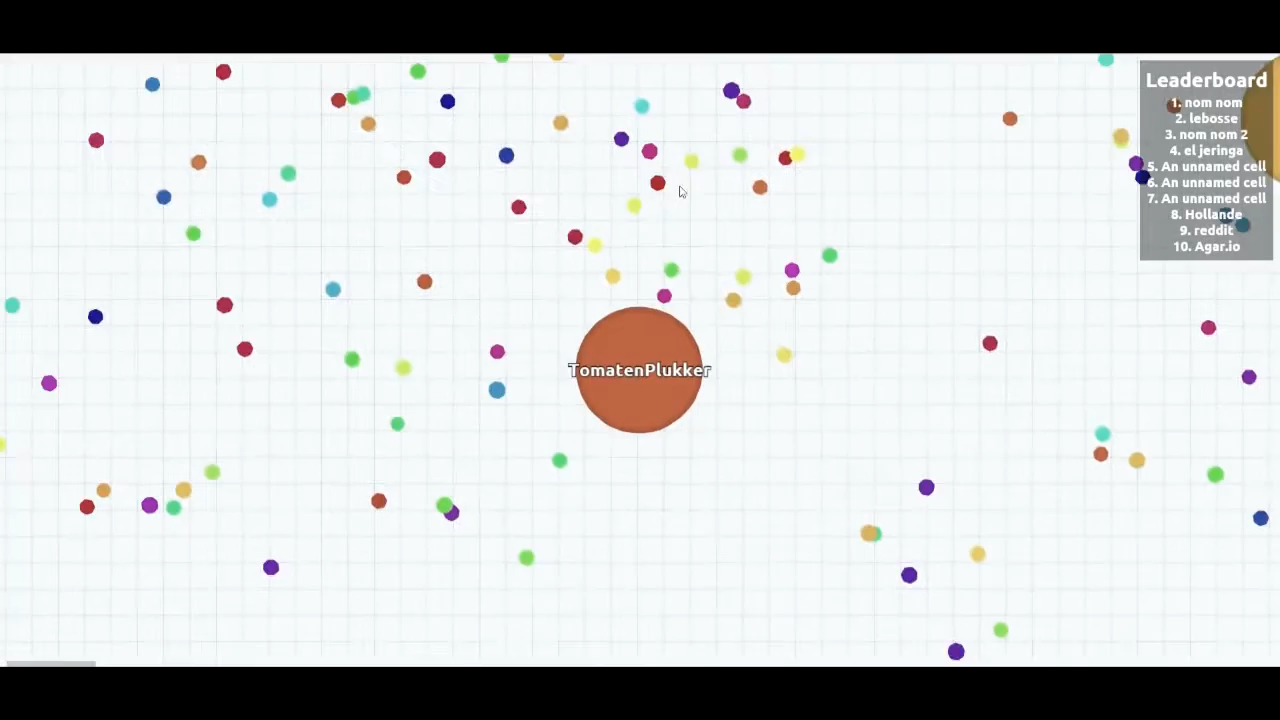 Leaderboard
1. nom nom
2. lebosse
3. nom nom 2
4. el jeringa
5. An unnamed cell
6. An unnamed cell
7. An unnamed cell
8. Hollande
9. reddit
10. Agar.io
TomatenPlukker